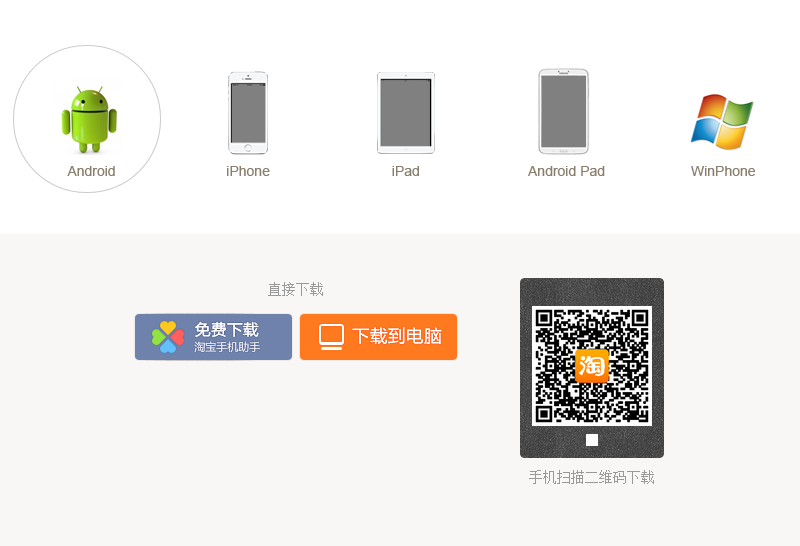 Android
iPhone
iPad
Android Pad
WinPhone
直接下载
免费下载
淘宝手机助手
下载到电脑
淘
手机扫描二维码下载